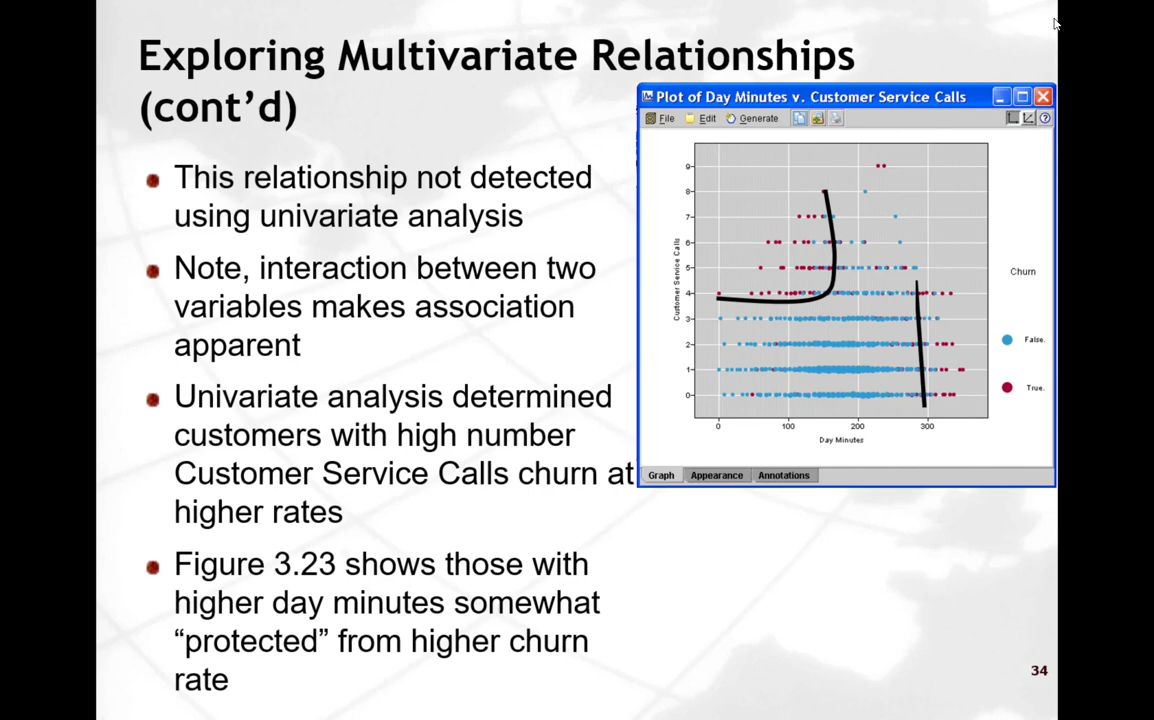 Exploring Multivariate Relationships
(cont’d)
This relationship not detected
using univariate analysis
Note, interaction between two
variables makes association
apparent
Univariate analysis determined
customers with high number
Customer Service Calls churn at
higher rates
Figure 3.23 shows those with
higher day minutes somewhat
“protected” from higher churn
rate
Plot of Day Minutes v. Customer Service Calls
File Edit Generate
9
8
7
6
5
4
3
2
1
0
Customer Service Calls
0 100 200 300
Day Minutes
Churn
False.
True.
Graph Appearance Annotations
34